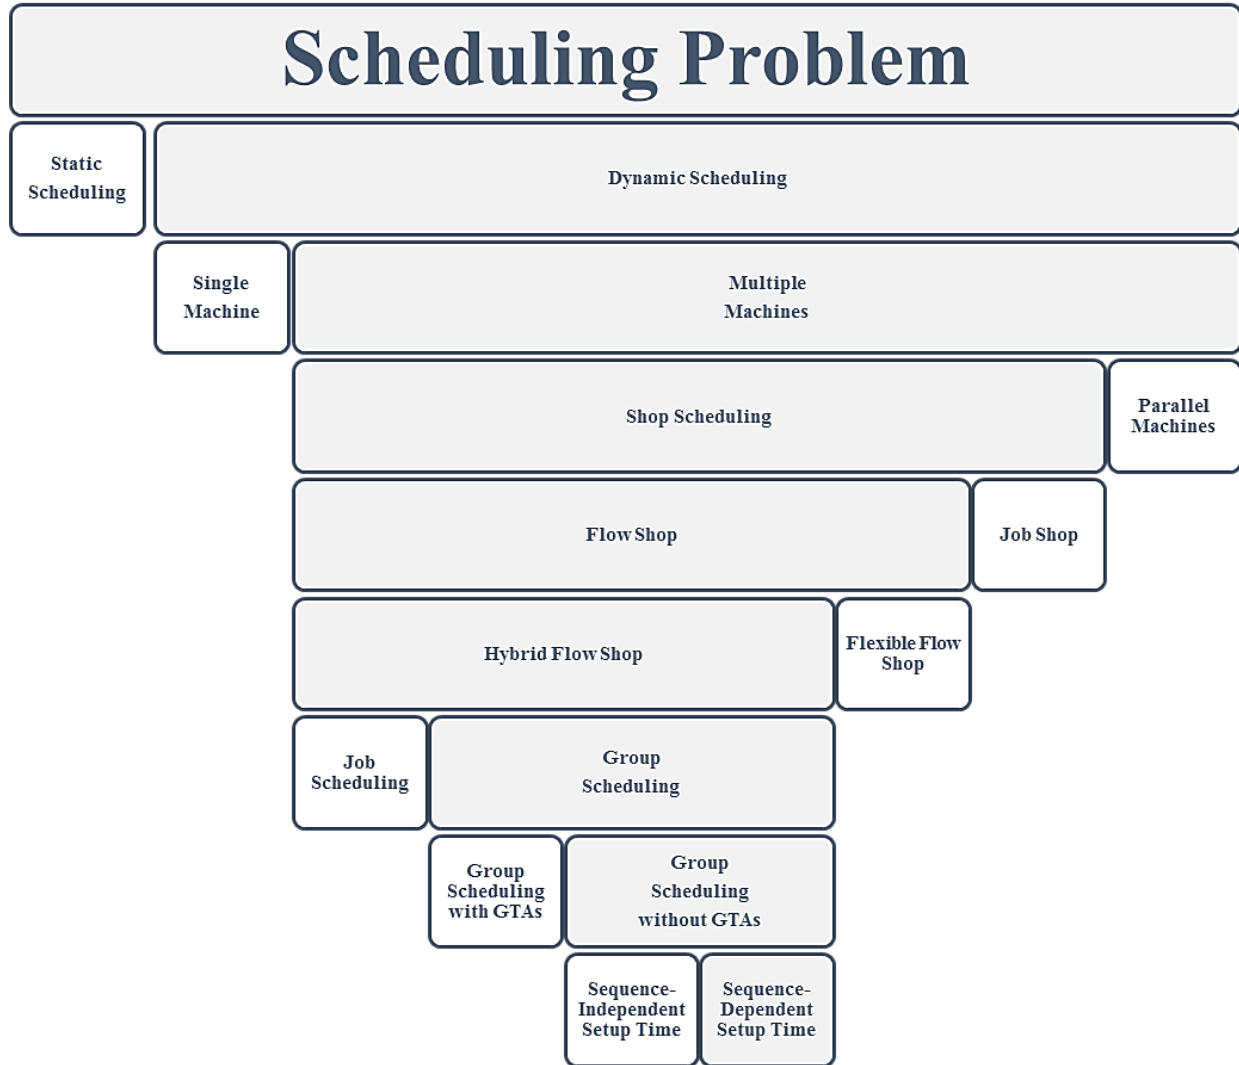 Scheduling Problem
Static
Scheduling
Dynamic Scheduling
Single
Machine
Multiple
Machines
Shop Scheduling
Parallel
Machines
Flow Shop
Job Shop
Hybrid Flow Shop
Flexible Flow
Shop
Job
Scheduling
Group
Scheduling
Group
Scheduling
with GTAs
Group
Scheduling
without GTAs
Sequence-
Independent
Setup Time
Sequence-
Dependent
Setup Time